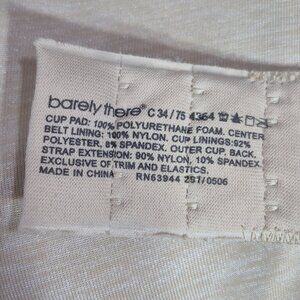 barely there® C 34 / 75 4364
CUP PAD: 100% POLYURETHANE FOAM. CENTER
BELT LINING: 100% NYLON. CUP LININGS:92%
POLYESTER, 8% SPANDEX. OUTER CUP, BACK,
STRAP EXTENSION: 90% NYLON, 10% SPANDEX
EXCLUSIVE OF TRIM AND ELASTICS.
MADE IN CHINA RN63944 /0506